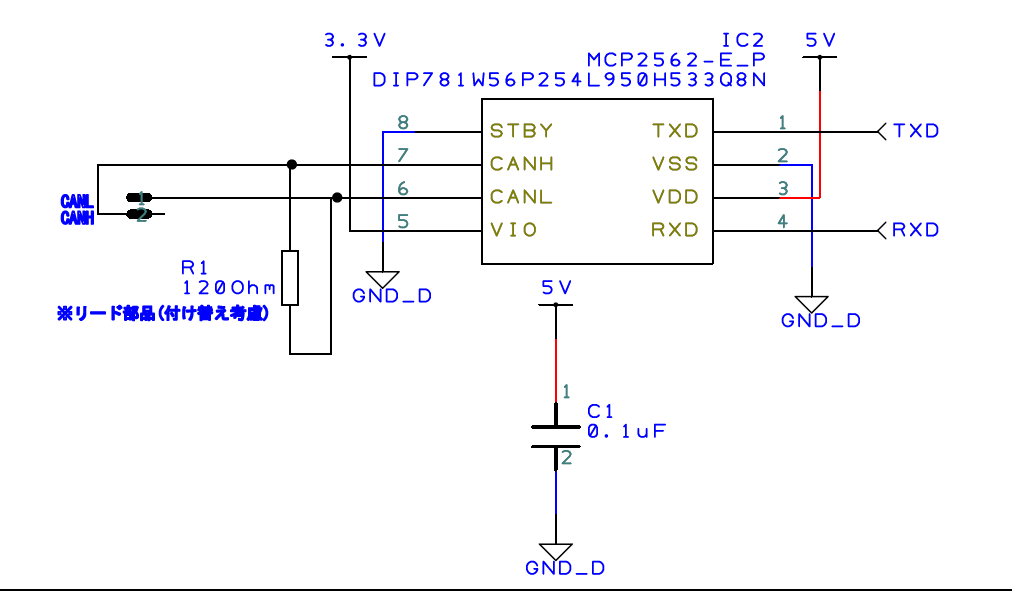 3.3V
IC2
5V
MCP2562-E_P
DIP781W56P254L950H533Q8N
8
STBY
TXD
1
TXD
7
CANH
VSS
2
6
CANL
VDD
3
5
VIO
RXD
4
RXD
CANL
1
CANH
2
R1
120Ohm
※リード部品(付け替え考慮)
GND_D
5V
GND_D
1
C1
0.1uF
2
GND_D